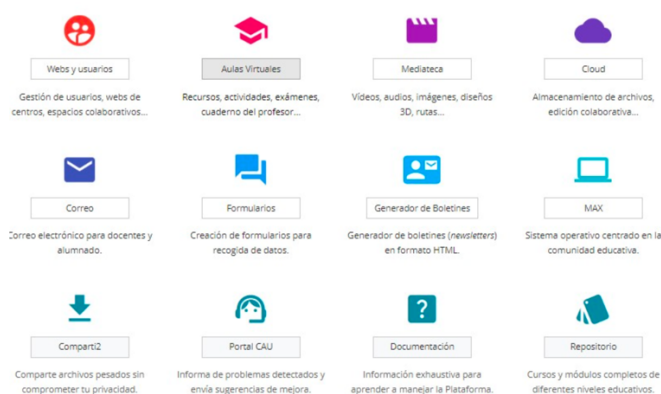 Webs y usuarios
Aulas Virtuales
Mediateca
Cloud
Gestión de usuarios, webs de
centros, espacios colaborativos...
Recursos, actividades, exámenes,
cuaderno del profesor...
Vídeos, audios, imágenes, diseños
3D, rutas...
Almacenamiento de archivos,
edición colaborativa...
Correo
Formularios
Generador de Boletines
MAX
Correo electrónico para docentes y
alumnado.
Creación de formularios para
recogida de datos.
Generador de boletines (newsletters)
en formato HTML.
Sistema operativo centrado en la
comunidad educativa.
Comparti2
Portal CAU
Documentación
Repositorio
Comparte archivos pesados sin
comprometer tu privacidad.
Informa de problemas detectados y
envía sugerencias de mejora.
Información exhaustiva para
aprender a manejar la Plataforma.
Cursos y módulos completos de
diferentes niveles educativos.